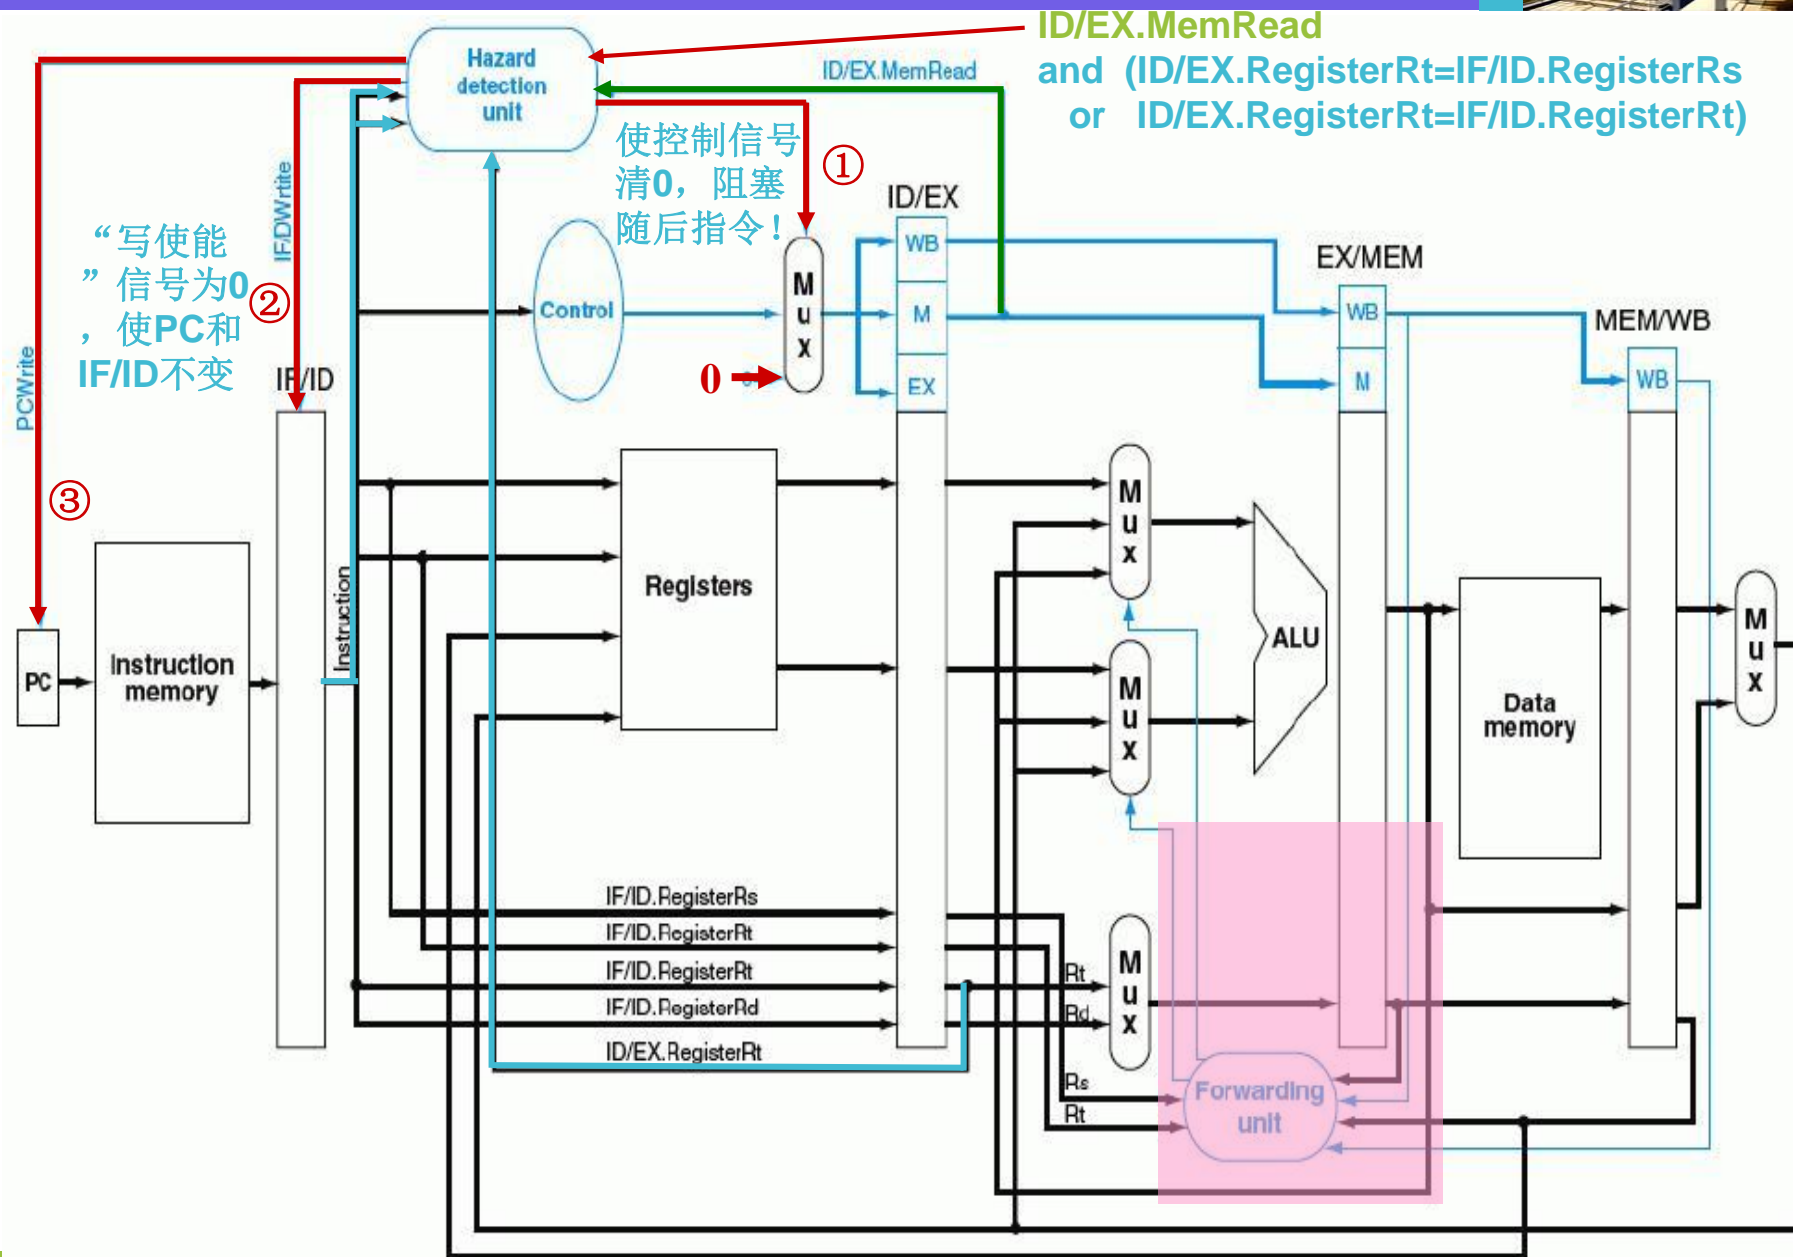 ID/EX.MemRead
and (ID/EX.RegisterRt=IF/ID.RegisterRs
or ID/EX.RegisterRt=IF/ID.RegisterRt)
Hazard
detection
unit
ID/EX.MemRead
使控制信号
清0，阻塞
随后指令！
①
“写使能
”信号为0
，使PC和
IF/ID不变
②
③
IF/DWrtite
PCWrite
IF/ID
ID/EX
EX/MEM
MEM/WB
Control
M
u
x
0
WB
M
EX
WB
M
WB
PC
Instruction
memory
Instruction
Registers
M
u
x
M
u
x
ALU
Data
memory
M
u
x
IF/ID.RegisterRs
IF/ID.RegisterRt
IF/ID.RegisterRt
IF/ID.RegisterRd
ID/EX.RegisterRt
Rt
Rd
M
u
x
Rs
Rt
Forwarding
unit